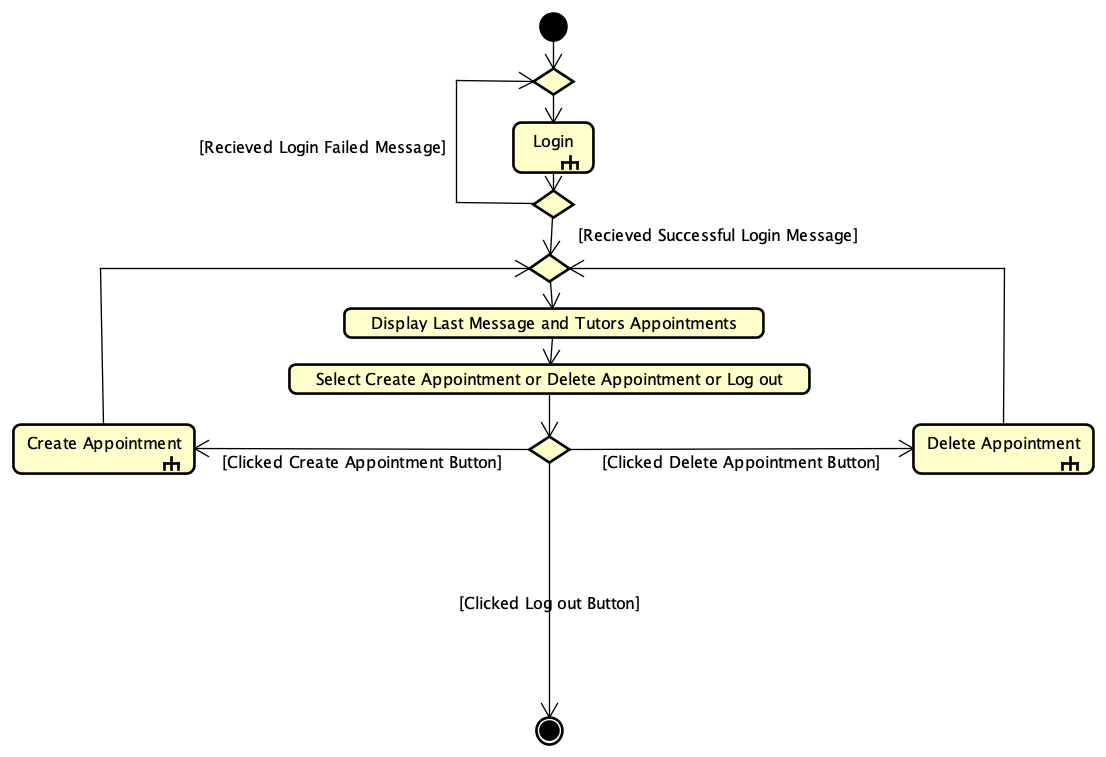 Login
[Recieved Login Failed Message]
[Recieved Successful Login Message]
Display Last Message and Tutors Appointments
Select Create Appointment or Delete Appointment or Log out
Create Appointment
[Clicked Create Appointment Button]
[Clicked Delete Appointment Button]
Delete Appointment
[Clicked Log out Button]